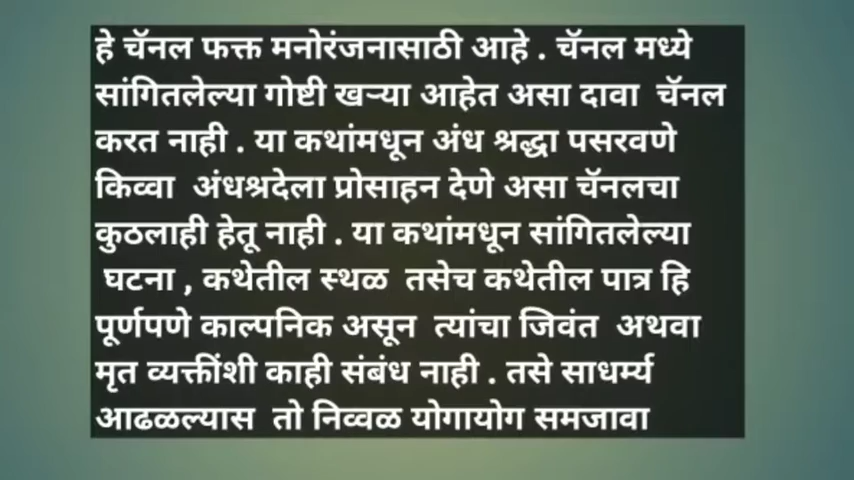 हे चॅनल फक्त मनोरंजनासाठी आहे . चॅनल मध्ये
सांगितलेल्या गोष्टी खऱ्या आहेत असा दावा चॅनल
करत नाही . या कथांमधून अंध श्रद्धा पसरवणे
किव्वा अंधश्रदेला प्रोसाहन देणे असा चॅनलचा
कुठलाही हेतू नाही . या कथांमधून सांगितलेल्या
घटना , कथेतील स्थळ तसेच कथेतील पात्र हि
पूर्णपणे काल्पनिक असून त्यांचा जिवंत अथवा
मृत व्यक्तींशी काही संबंध नाही . तसे साधर्म्य
आढळल्यास तो निव्वळ योगायोग समजावा